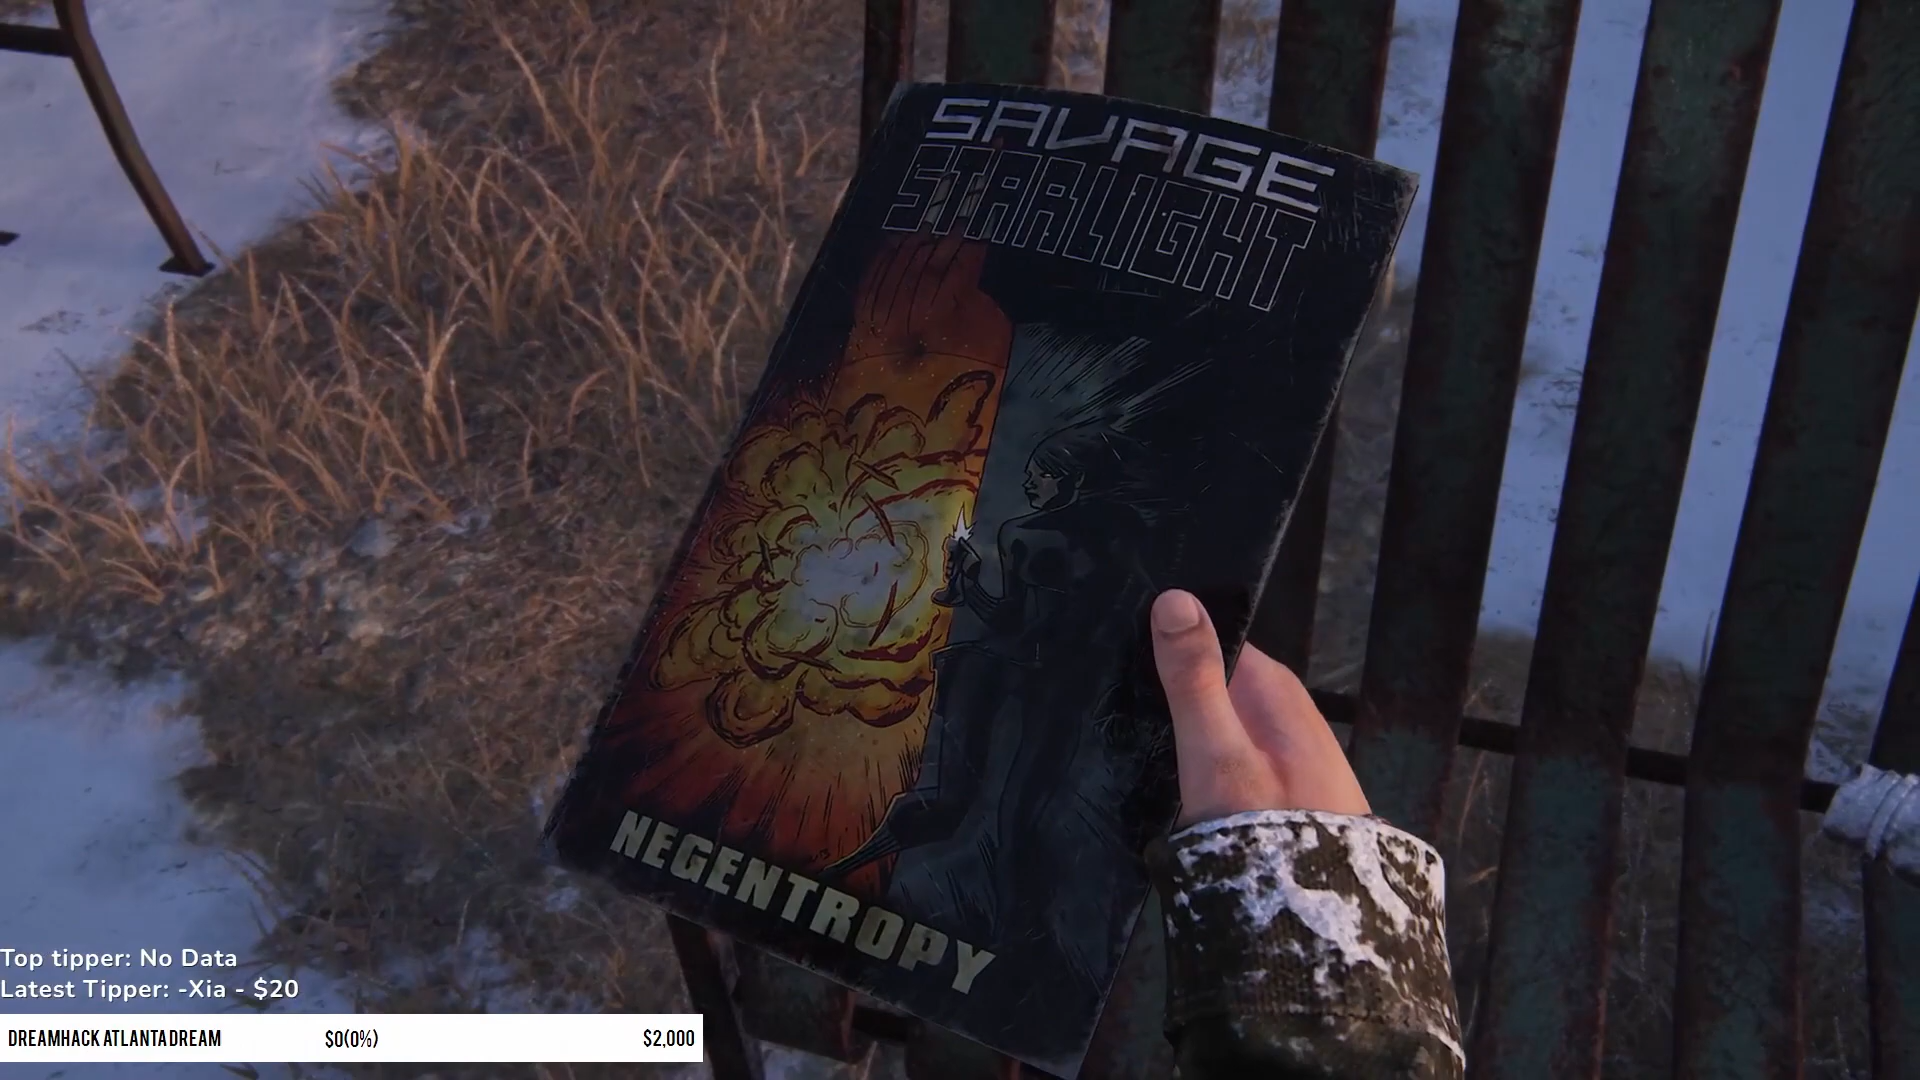 SAVAGE
STARLIGHT
NEGENTROPY
Top tipper: No Data
Latest Tipper: -Xia - $20
DREAMHACK ATLANTA DREAM $0(0%) $2,000